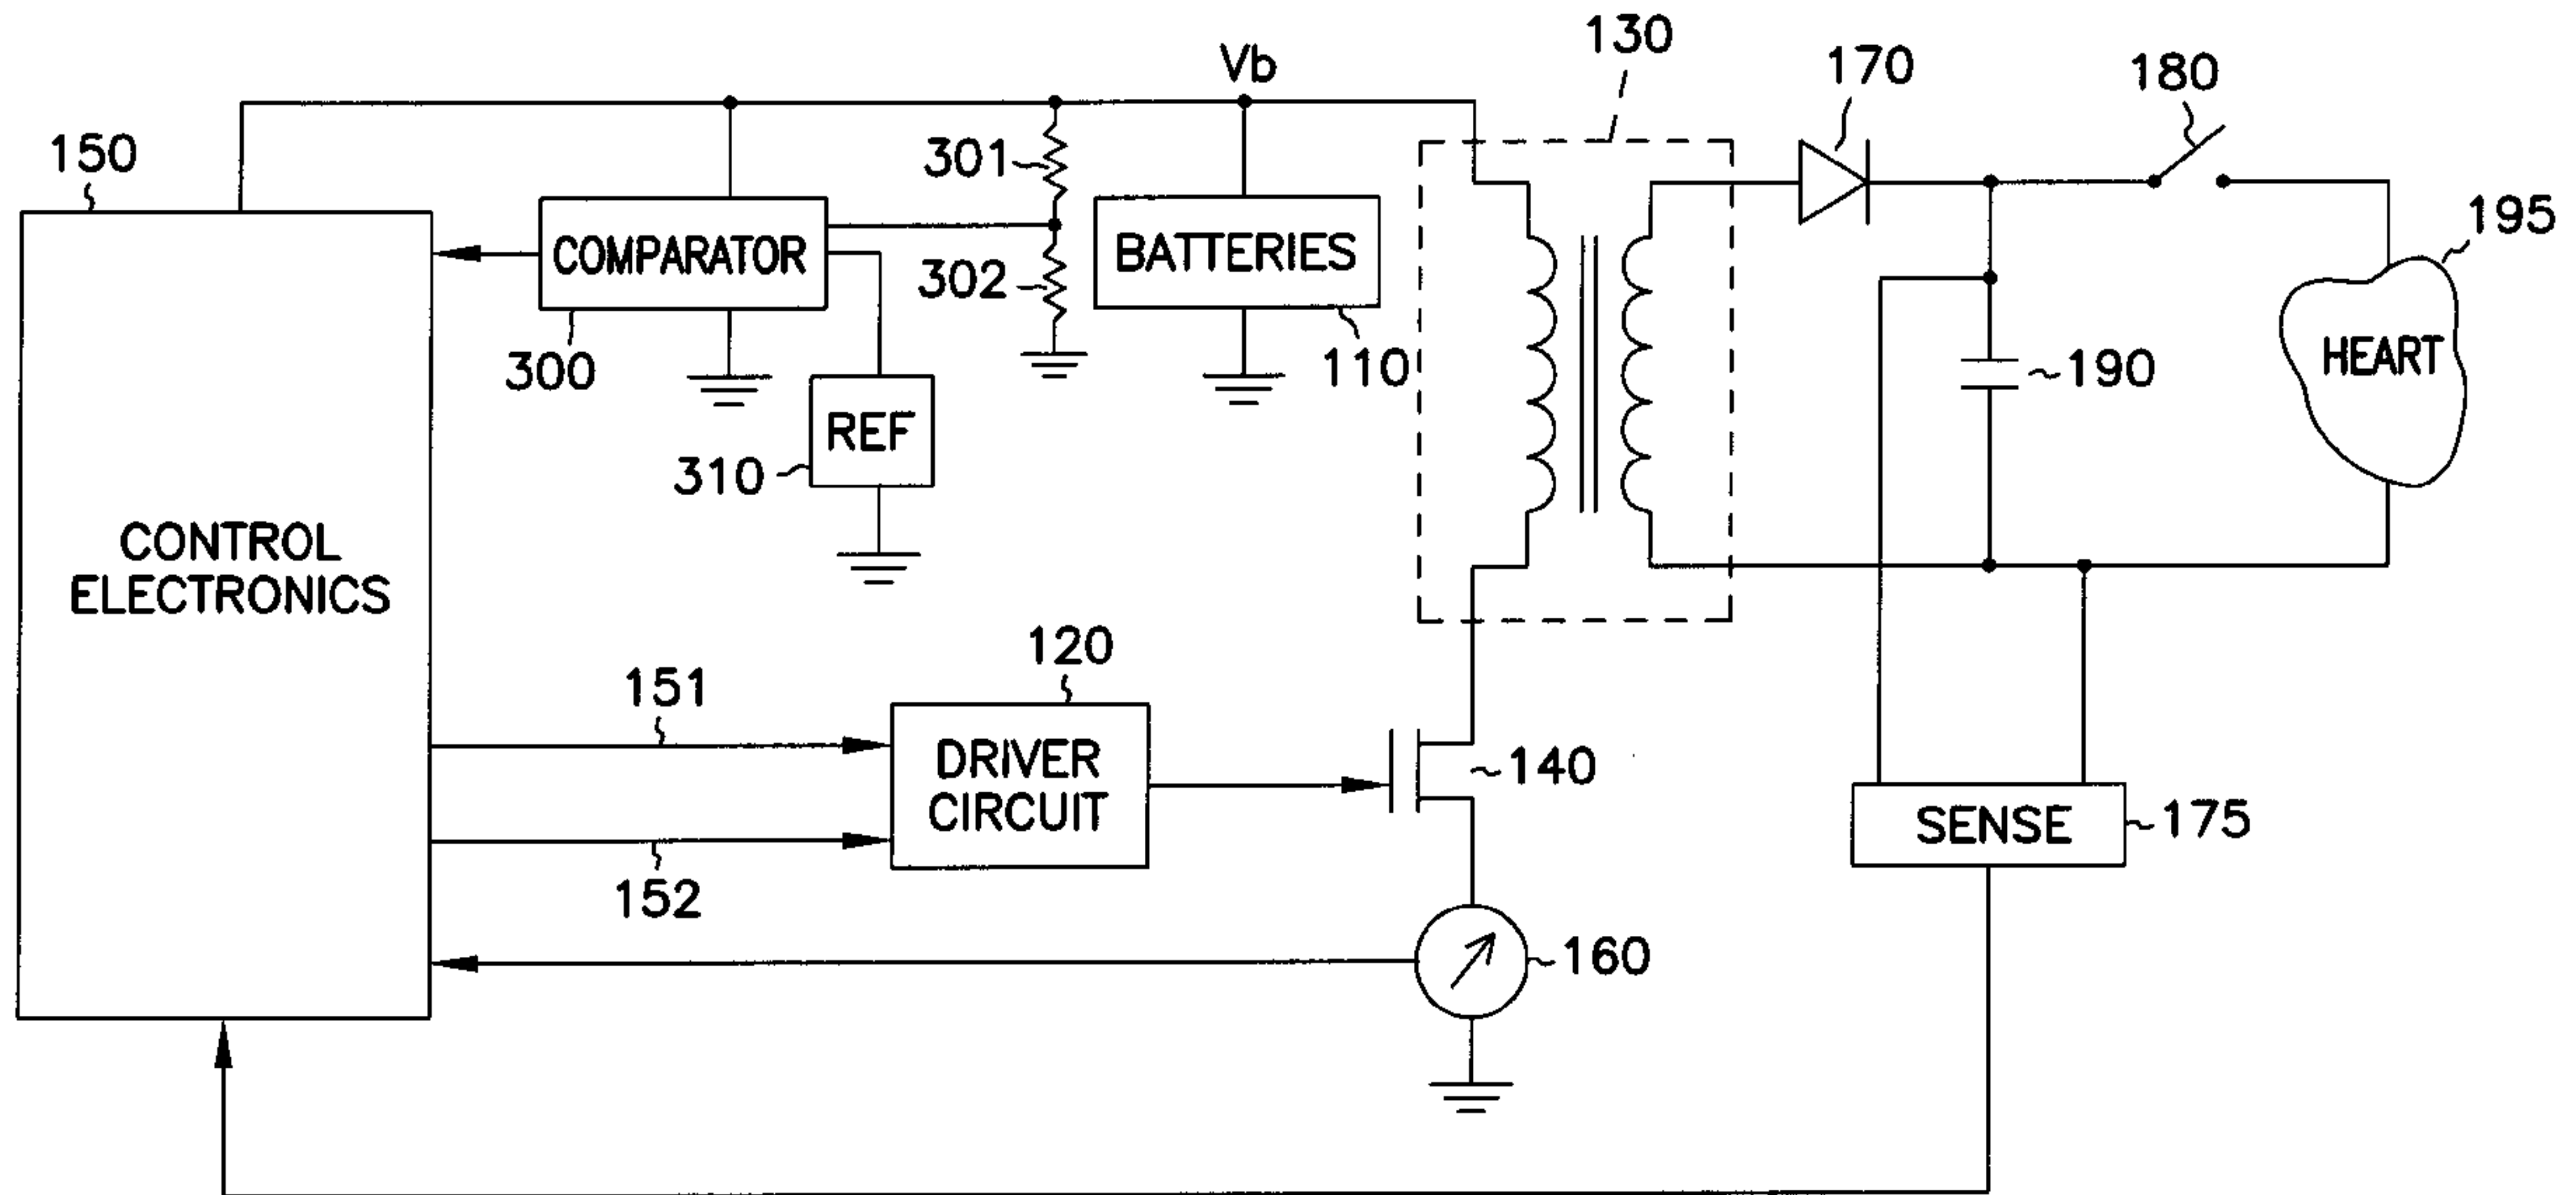 130
Vb
170
180
150
301
195
COMPARATOR
BATTERIES
302
300
110
HEART
190
REF
310
CONTROL
ELECTRONICS
120
151
DRIVER
CIRCUIT
140
SENSE
175
152
160